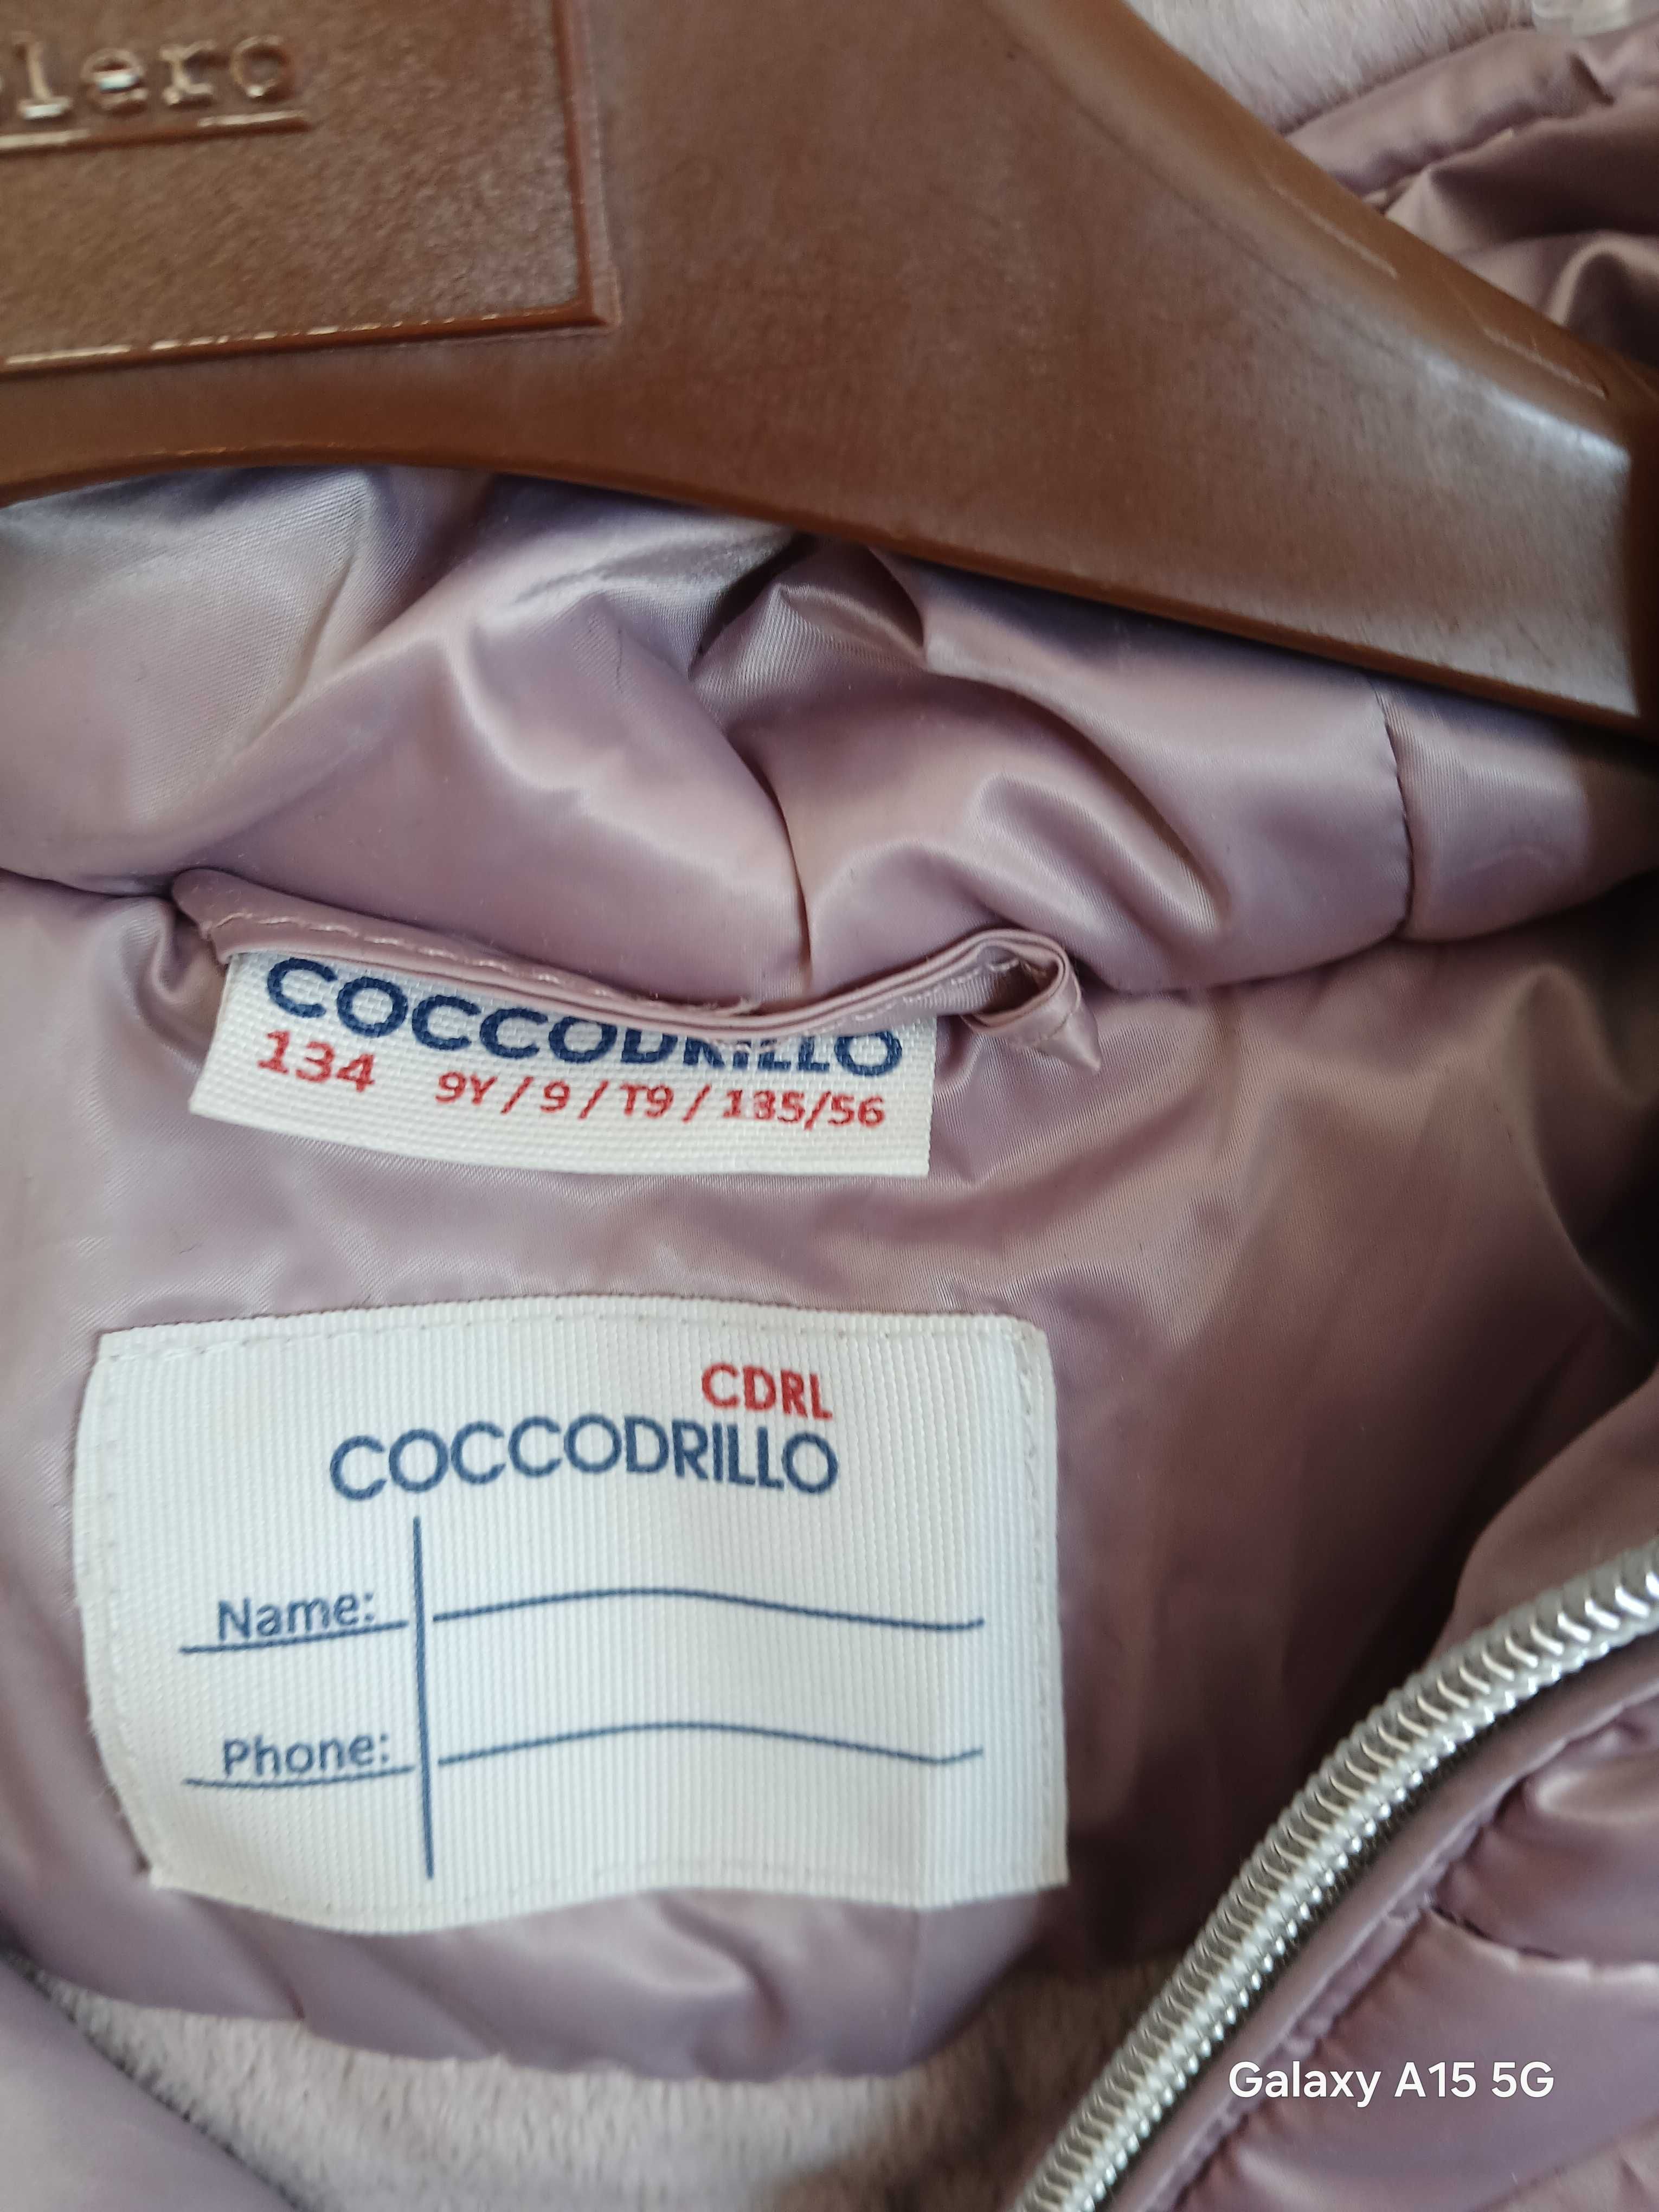 COCCODRILLO
134 9Y / 9 / T9 / 135/56
CDRL
COCCODRILLO
Name:
Phone:
Galaxy A15 5G